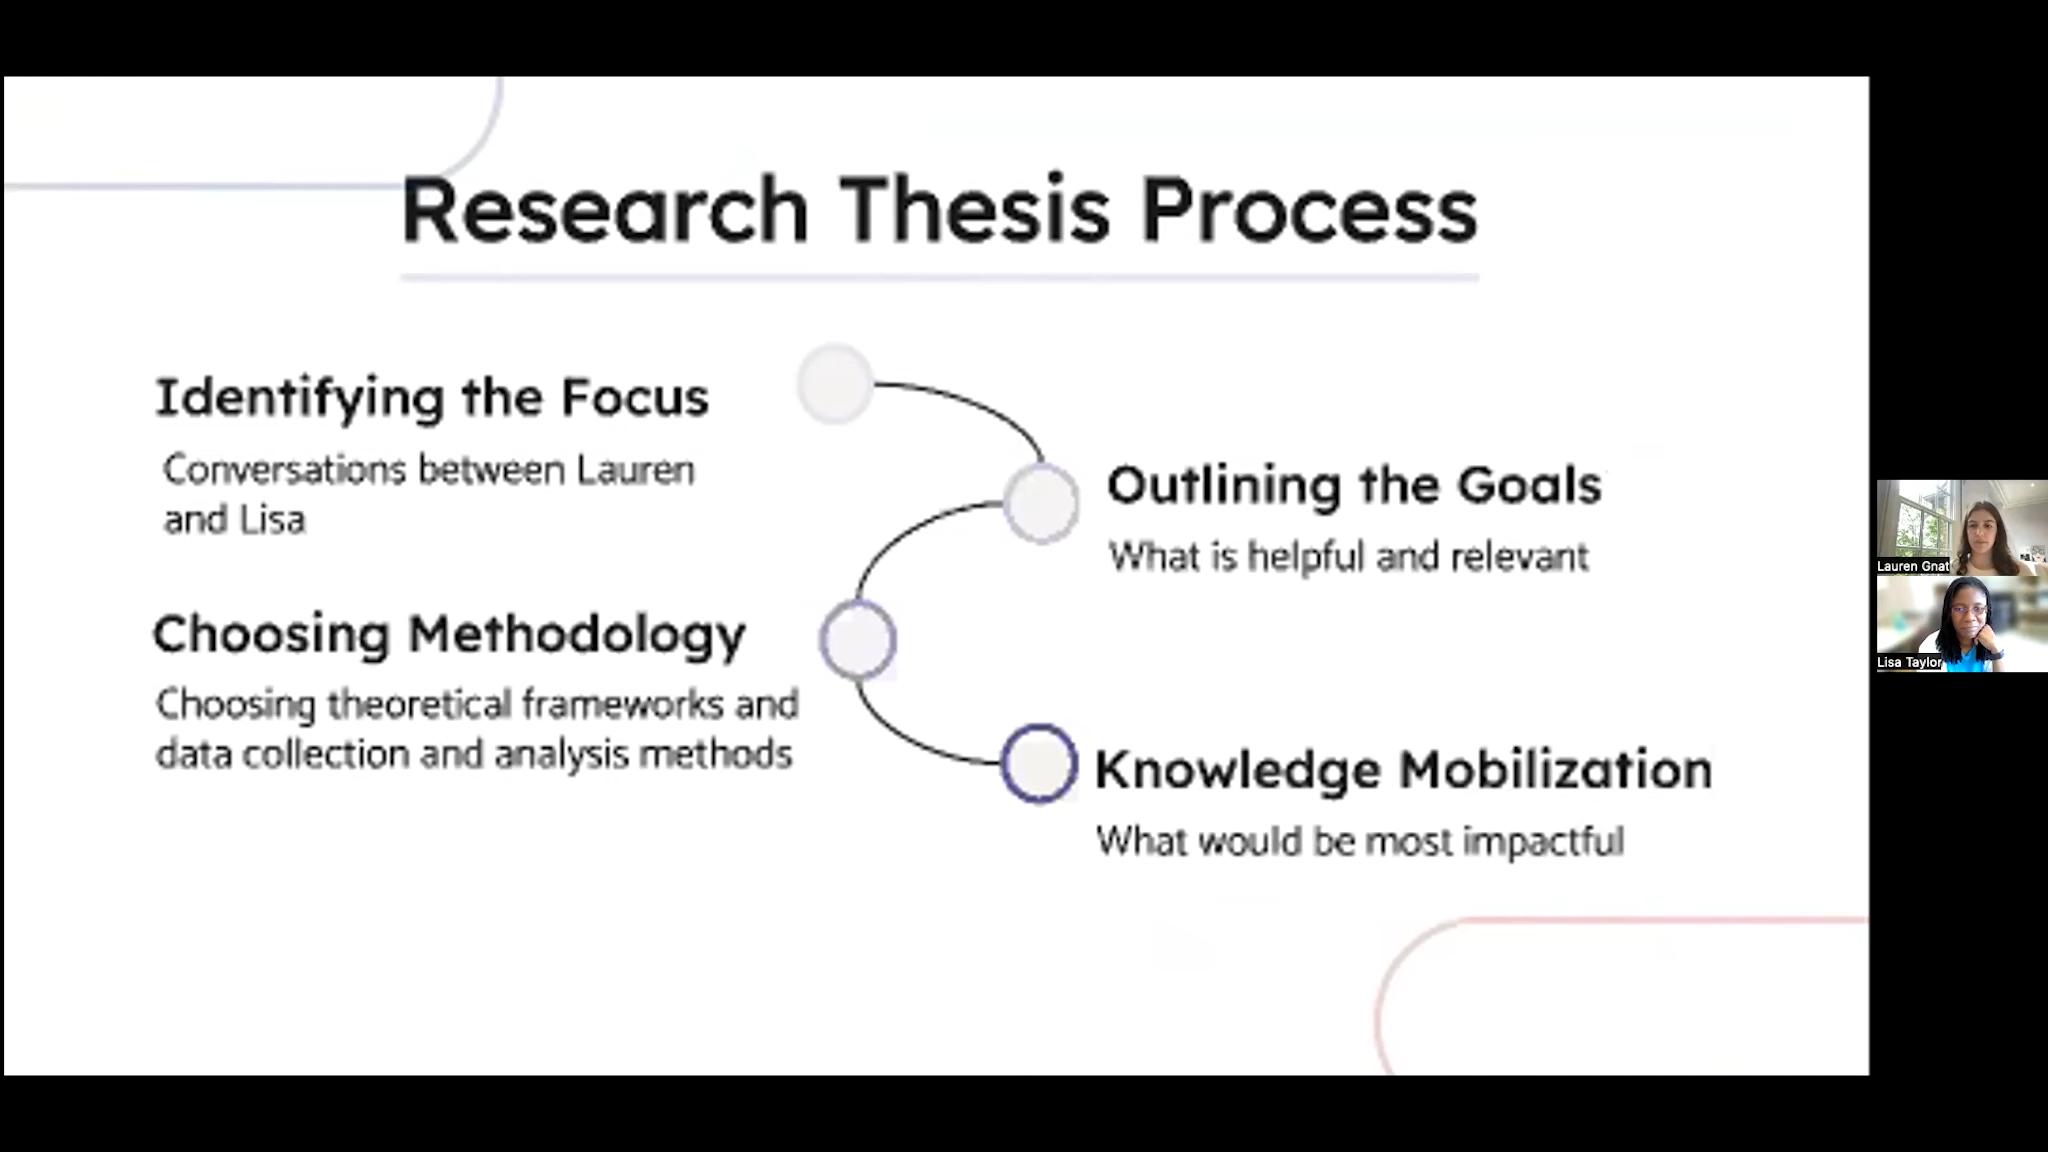 Research Thesis Process
Identifying the Focus
Conversations between Lauren
and Lisa
Outlining the Goals
What is helpful and relevant
Choosing Methodology
Choosing theoretical frameworks and
data collection and analysis methods
Knowledge Mobilization
What would be most impactful
Lauren Gnat
Lisa Taylor